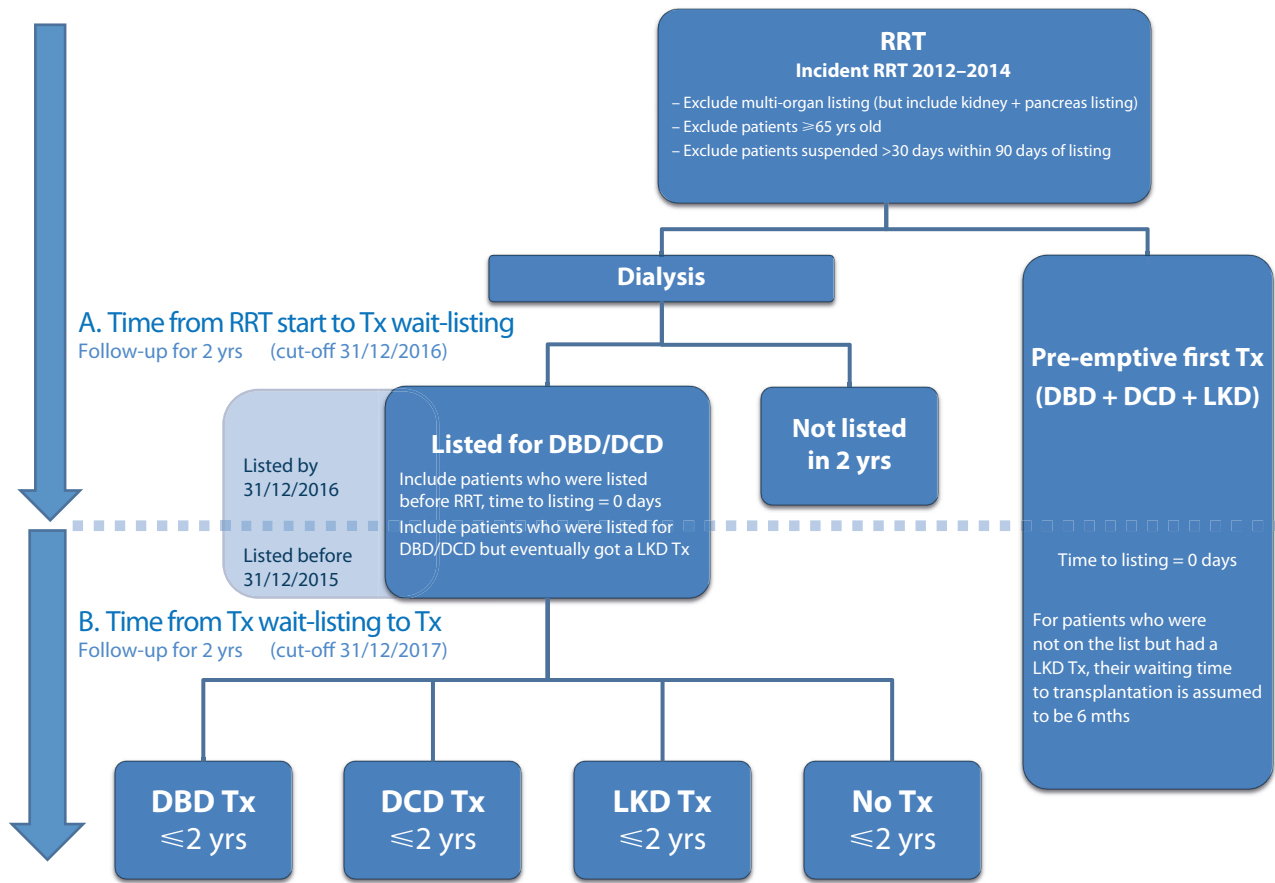 RRT
Incident RRT 2012–2014
– Exclude multi-organ listing (but include kidney + pancreas listing)
– Exclude patients ⩾65 yrs old
– Exclude patients suspended >30 days within 90 days of listing
Dialysis
A. Time from RRT start to Tx wait-listing
Follow-up for 2 yrs (cut-off 31/12/2016)
Pre-emptive first Tx
(DBD + DCD + LKD)
Listed by
31/12/2016
Listed before
31/12/2015
Listed for DBD/DCD
Include patients who were listed
before RRT, time to listing = 0 days
Include patients who were listed for
DBD/DCD but eventually got a LKD Tx
Not listed
in 2 yrs
Time to listing = 0 days
For patients who were
not on the list but had a
LKD Tx, their waiting time
to transplantation is assumed
to be 6 mths
B. Time from Tx wait-listing to Tx
Follow-up for 2 yrs (cut-off 31/12/2017)
DBD Tx
⩽2 yrs
DCD Tx
⩽2 yrs
LKD Tx
⩽2 yrs
No Tx
⩽2 yrs